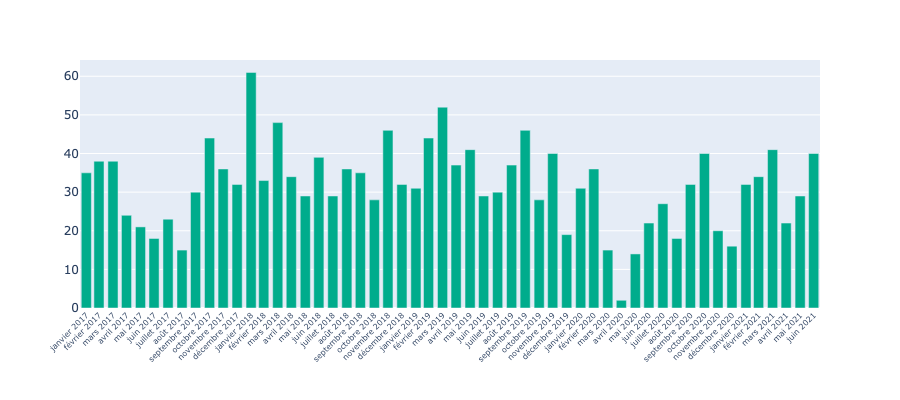 60
50
40
30
20
10
0
janvier 2017
février 2017
mars 2017
avril 2017
mai 2017
juin 2017
juillet 2017
août 2017
septembre 2017
octobre 2017
novembre 2017
décembre 2017
janvier 2018
février 2018
mars 2018
avril 2018
mai 2018
juin 2018
juillet 2018
août 2018
septembre 2018
octobre 2018
novembre 2018
décembre 2018
janvier 2019
février 2019
mars 2019
avril 2019
mai 2019
juin 2019
juillet 2019
août 2019
septembre 2019
octobre 2019
novembre 2019
décembre 2019
janvier 2020
février 2020
mars 2020
avril 2020
mai 2020
juin 2020
juillet 2020
août 2020
septembre 2020
octobre 2020
novembre 2020
décembre 2020
janvier 2021
février 2021
mars 2021
avril 2021
mai 2021
juin 2021